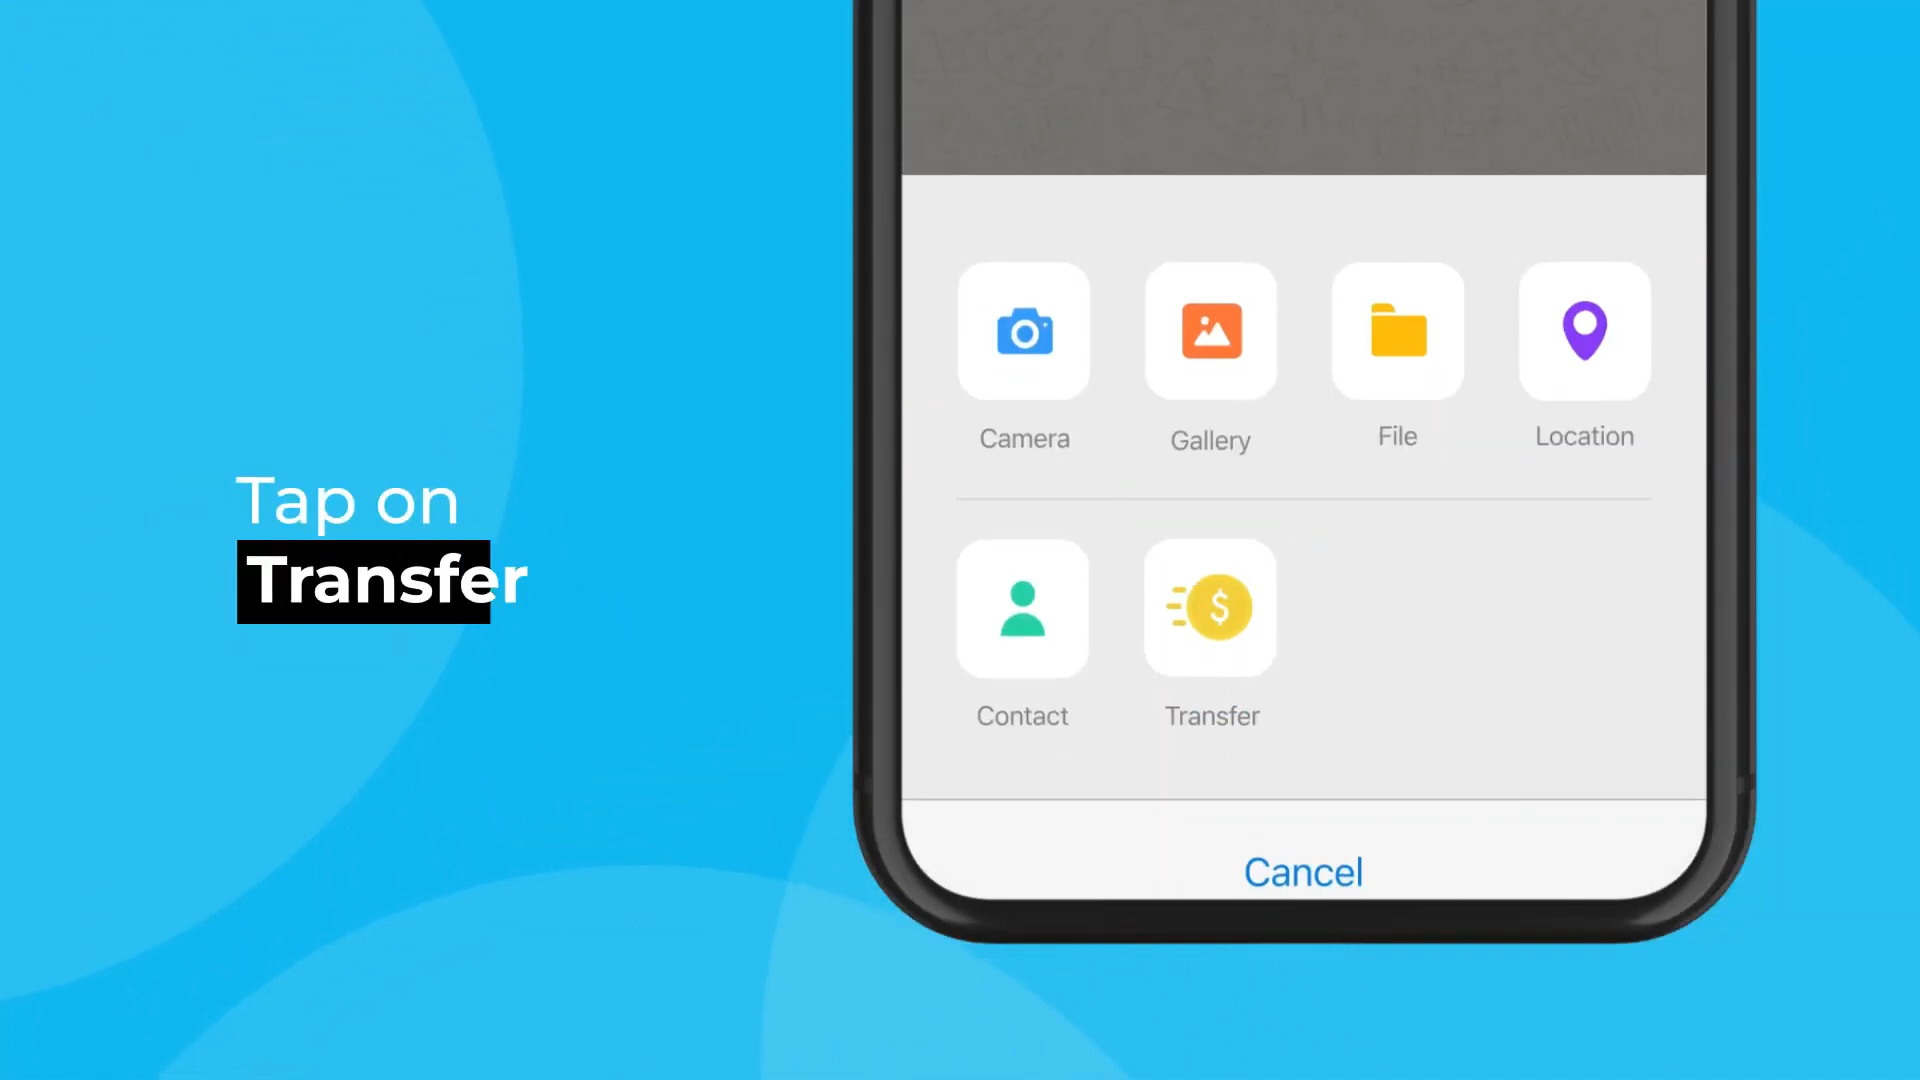 Tap on
Transfer
Camera
Gallery
File
Location
Contact
Transfer
Cancel